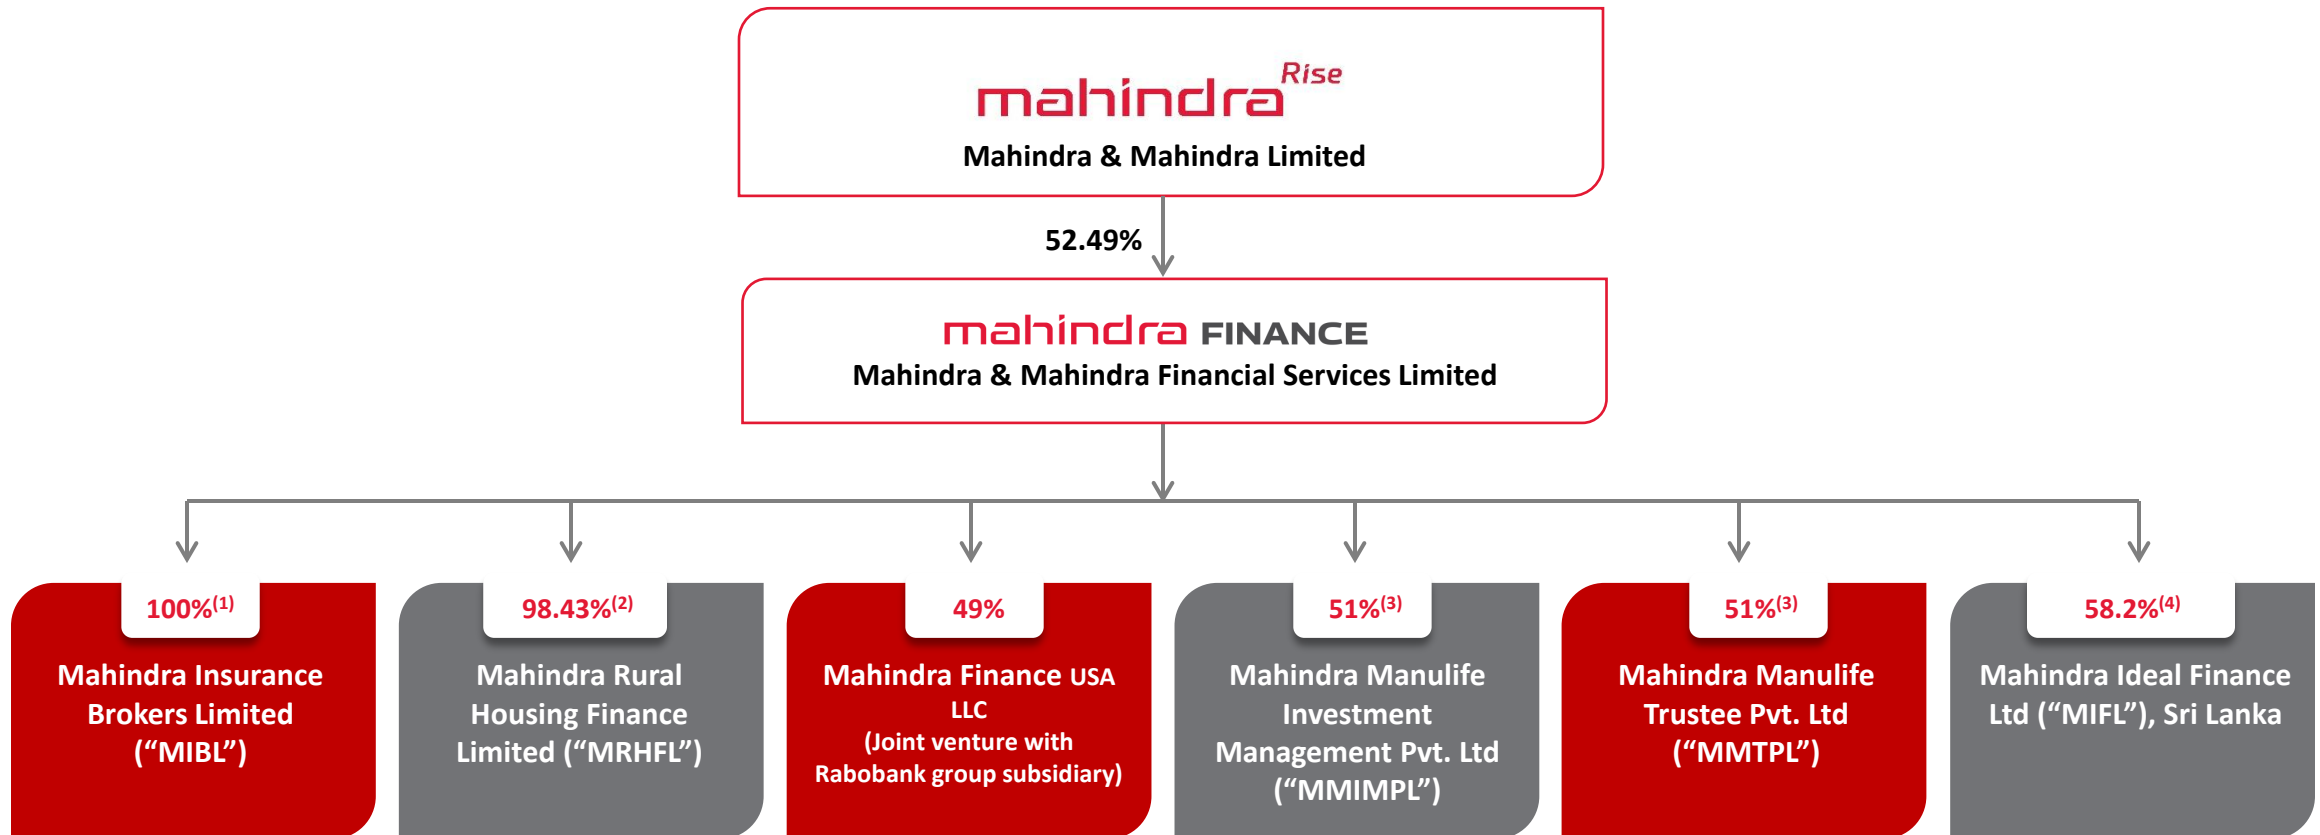 mahindra Rise
Mahindra & Mahindra Limited
52.49%
mahindra FINANCE
Mahindra & Mahindra Financial Services Limited
100%(1)
Mahindra Insurance
Brokers Limited
(“MIBL”)
98.43%(2)
Mahindra Rural
Housing Finance
Limited (“MRHFL”)
49%
Mahindra Finance USA
LLC
(Joint venture with
Rabobank group subsidiary)
51%(3)
Mahindra Manulife
Investment
Management Pvt. Ltd
(“MMIMPL”)
51%(3)
Mahindra Manulife
Trustee Pvt. Ltd
(“MMTPL”)
58.2%(4)
Mahindra Ideal Finance
Ltd (“MIFL”), Sri Lanka